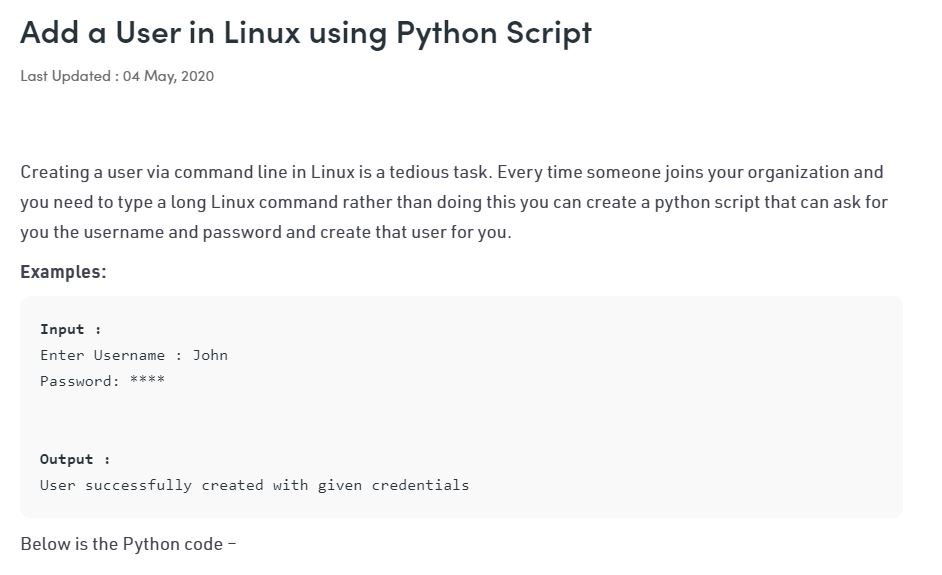 Add a User in Linux using Python Script
Last Updated : 04 May, 2020
Creating a user via command line in Linux is a tedious task. Every time someone joins your organization and
you need to type a long Linux command rather than doing this you can create a python script that can ask for
you the username and password and create that user for you.
Examples:
Input :
Enter Username : John
Password: ****
Output :
User successfully created with given credentials
Below is the Python code –